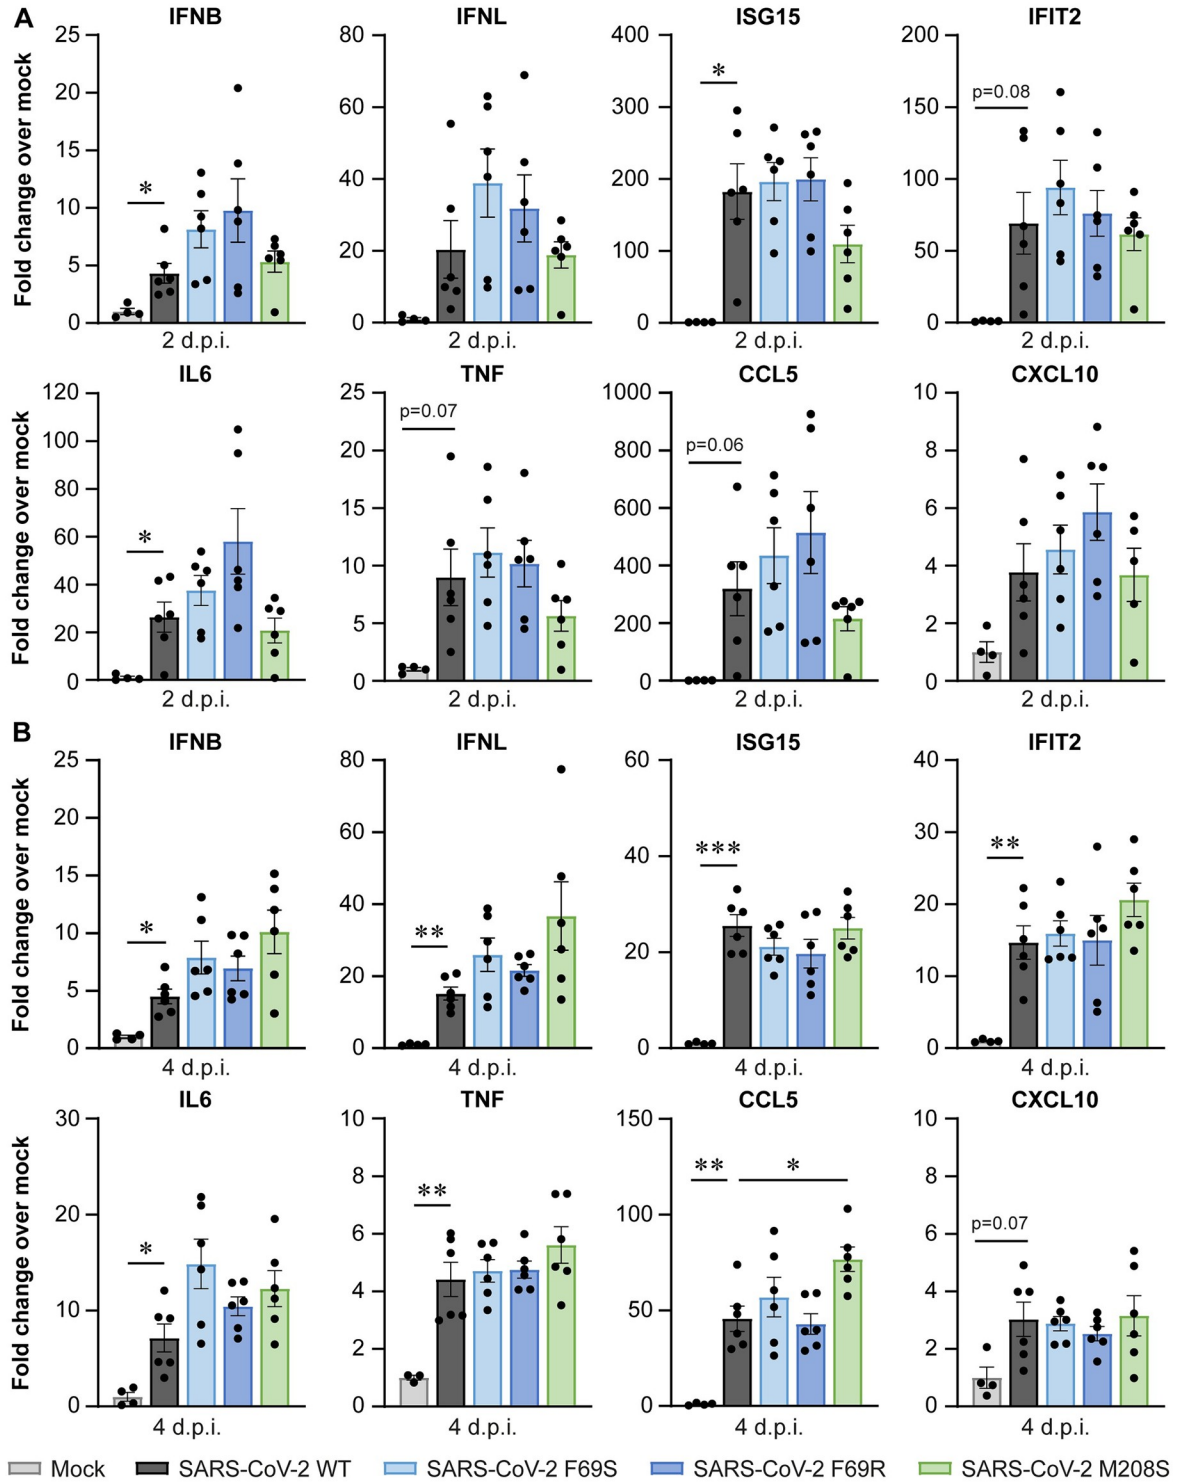 A
IFNB
IFNL
ISG15
IFIT2
Fold change over mock
25
20
15
10
5
0
*
2 d.p.i.
80
60
40
20
0
2 d.p.i.
400
300
200
100
0
*
2 d.p.i.
200
150
100
50
0
p=0.08
2 d.p.i.
IL6
TNF
CCL5
CXCL10
Fold change over mock
120
100
80
60
40
20
0
*
2 d.p.i.
25
20
15
10
5
0
p=0.07
2 d.p.i.
1000
800
600
400
200
0
p=0.06
2 d.p.i.
10
8
6
4
2
0
2 d.p.i.
B
IFNB
IFNL
ISG15
IFIT2
Fold change over mock
25
20
15
10
5
0
*
4 d.p.i.
80
60
40
20
0
**
4 d.p.i.
60
40
20
0
***
4 d.p.i.
40
30
20
10
0
**
4 d.p.i.
IL6
TNF
CCL5
CXCL10
Fold change over mock
30
20
10
0
*
4 d.p.i.
10
8
6
4
2
0
**
4 d.p.i.
150
100
50
0
**
*
4 d.p.i.
10
8
6
4
2
0
p=0.07
4 d.p.i.
Mock
SARS-CoV-2 WT
SARS-CoV-2 F69S
SARS-CoV-2 F69R
SARS-CoV-2 M208S